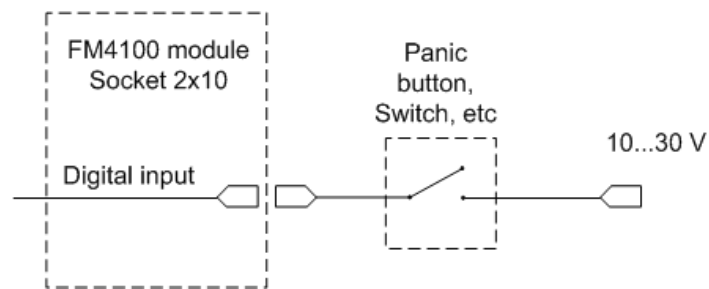 FM4100 module
Socket 2x10
Panic
button,
Switch, etc
10...30 V
Digital input